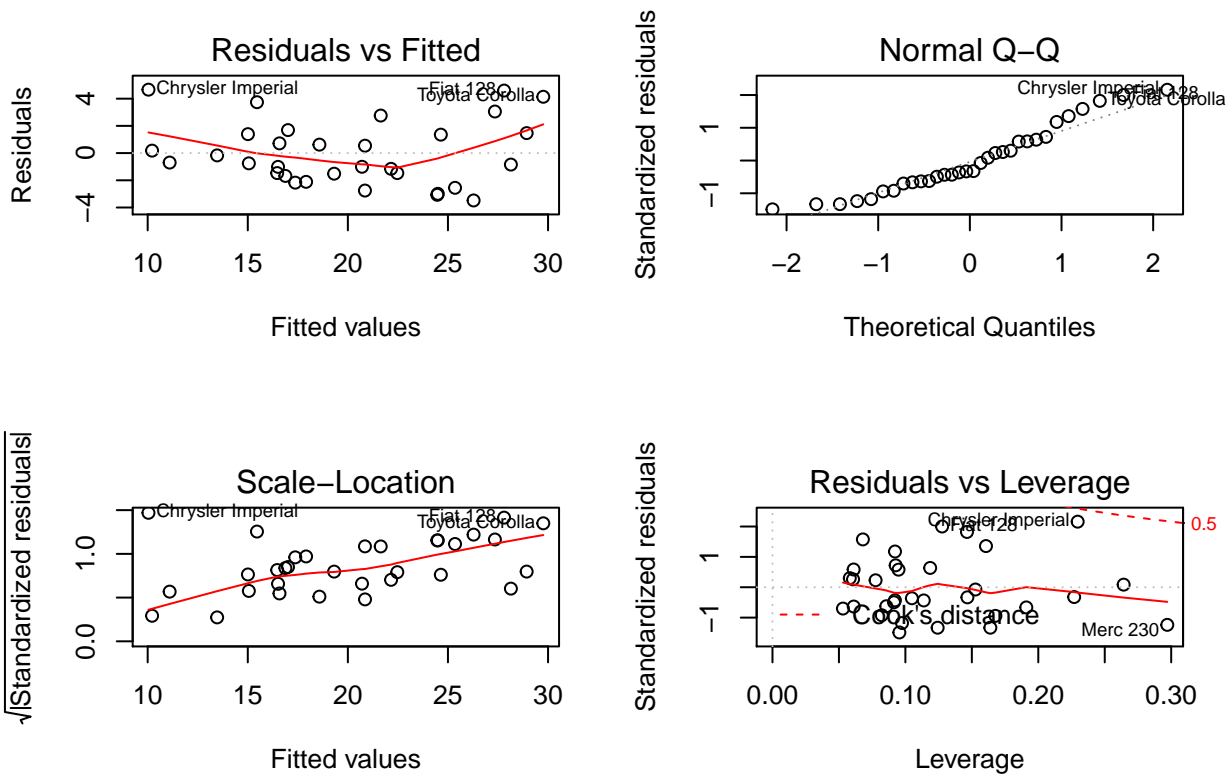 Residuals vs Fitted
Residuals
4
0
−4
Chrysler Imperial
Fiat 128
Toyota Corolla
10 15 20 25 30
Fitted values
Normal Q−Q
Standardized residuals
1
−1
Chrysler Imperial
Fiat 128
Toyota Corolla
−2 −1 0 1 2
Theoretical Quantiles
Scale−Location
√|Standardized residuals|
1.0
0.0
Chrysler Imperial
Fiat 128
Toyota Corolla
10 15 20 25 30
Fitted values
Residuals vs Leverage
Standardized residuals
1
−1
Chrysler Imperial
Fiat 128
0.5
Cook's distance
Merc 230
0.00 0.10 0.20 0.30
Leverage